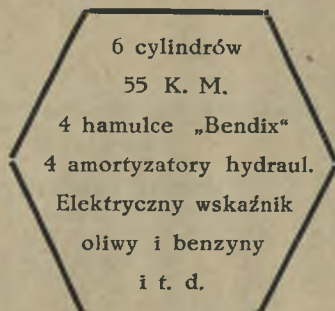 6 cylindrów
55 K. M.
4 hamulce „Bendix“
4 amortyzatory hydraul.
Elektryczny wskaźnik
oliwy i benzyny
i t. d.